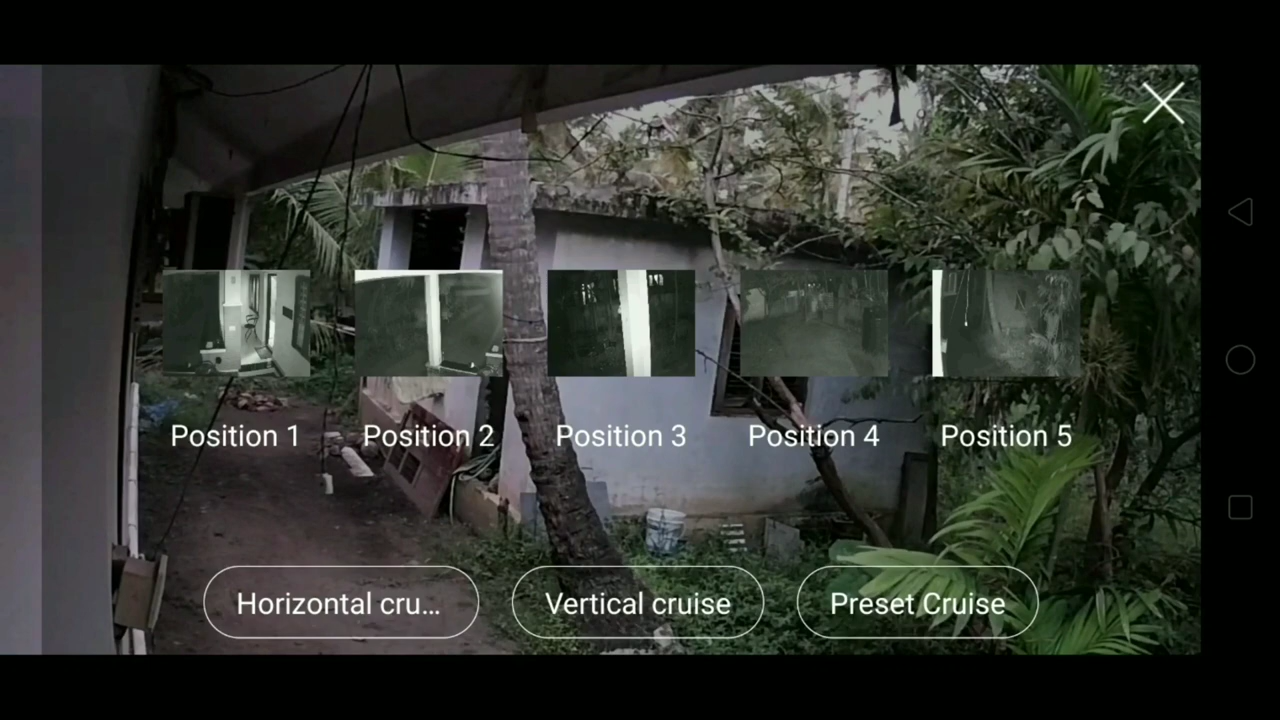 Position 1
Position 2
Position 3
Position 4
Position 5
Horizontal cru...
Vertical cruise
Preset Cruise